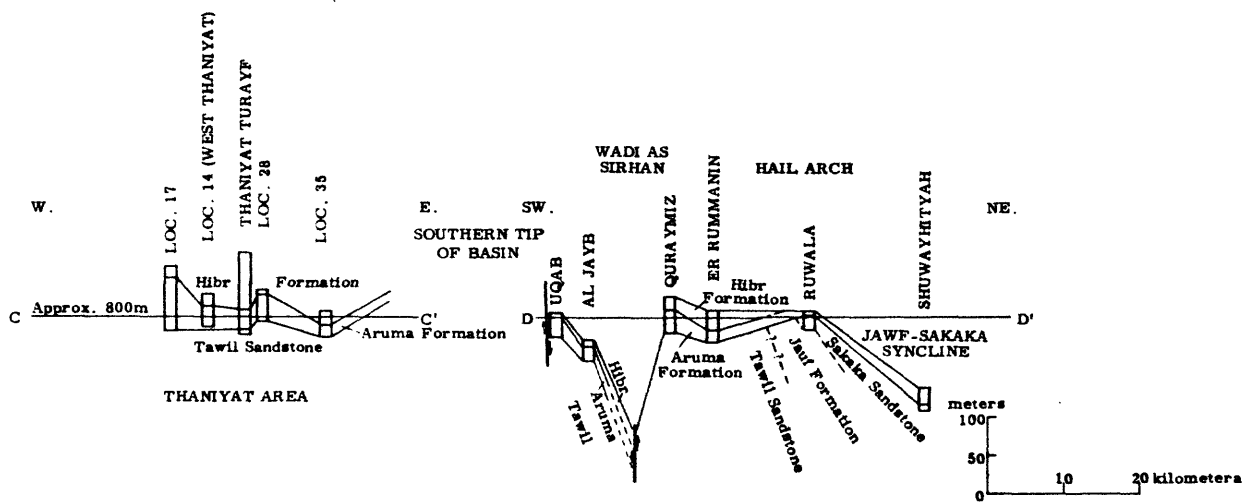 LOC. 17
LOC. 14 (WEST THANIYAT)
THANIYAT TURAYF
LOC. 28
LOC. 35
W.
E.
Hibr
Formation
C
Approx. 800m
C'
Aruma Formation
Tawil Sandstone
THANIYAT AREA
SOUTHERN TIP
OF BASIN
SW.
NE.
WADI AS
SIRHAN
HAIL ARCH
UQAB
AL JAYB
QURAYMIZ
ER RUMMANIN
RUWALA
SHUWAYHITYAH
D
D'
Hibr
Formation
Aruma
Formation
Hibr
Aruma
Tawil
-?-?-
Tawil Sandstone
Jauf Formation
Sakaka Sandstone
JAWF-SAKAKA
SYNCLINE
meters
100
50
0
10
20 kilometera